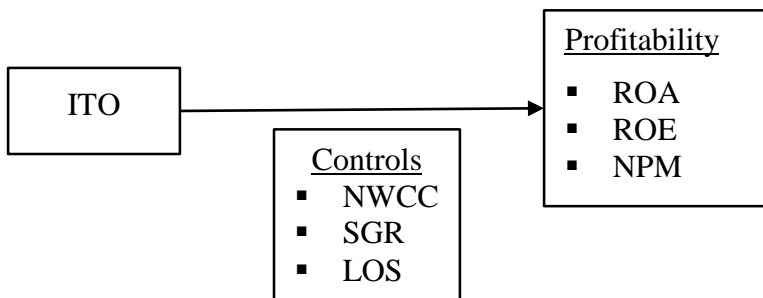 Profitability
ITO
▪ ROA
▪ ROE
▪ NPM
Controls
▪ NWCC
▪ SGR
▪ LOS